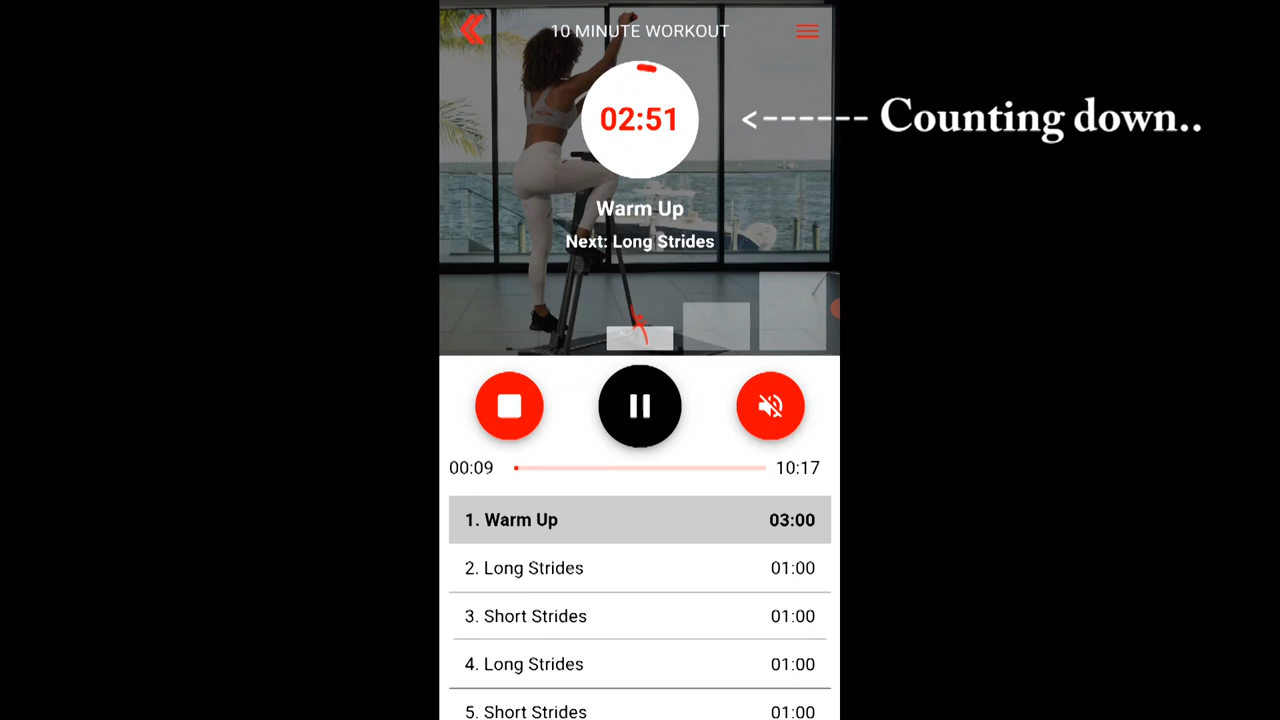 10 MINUTE WORKOUT
02:51
<------ Counting down..
Warm Up
Next: Long Strides
00:09 10:17
1. Warm Up 03:00
2. Long Strides 01:00
3. Short Strides 01:00
4. Long Strides 01:00
5. Short Strides 01:00